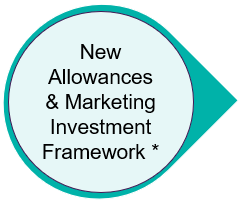 New
Allowances
& Marketing
Investment
Framework *